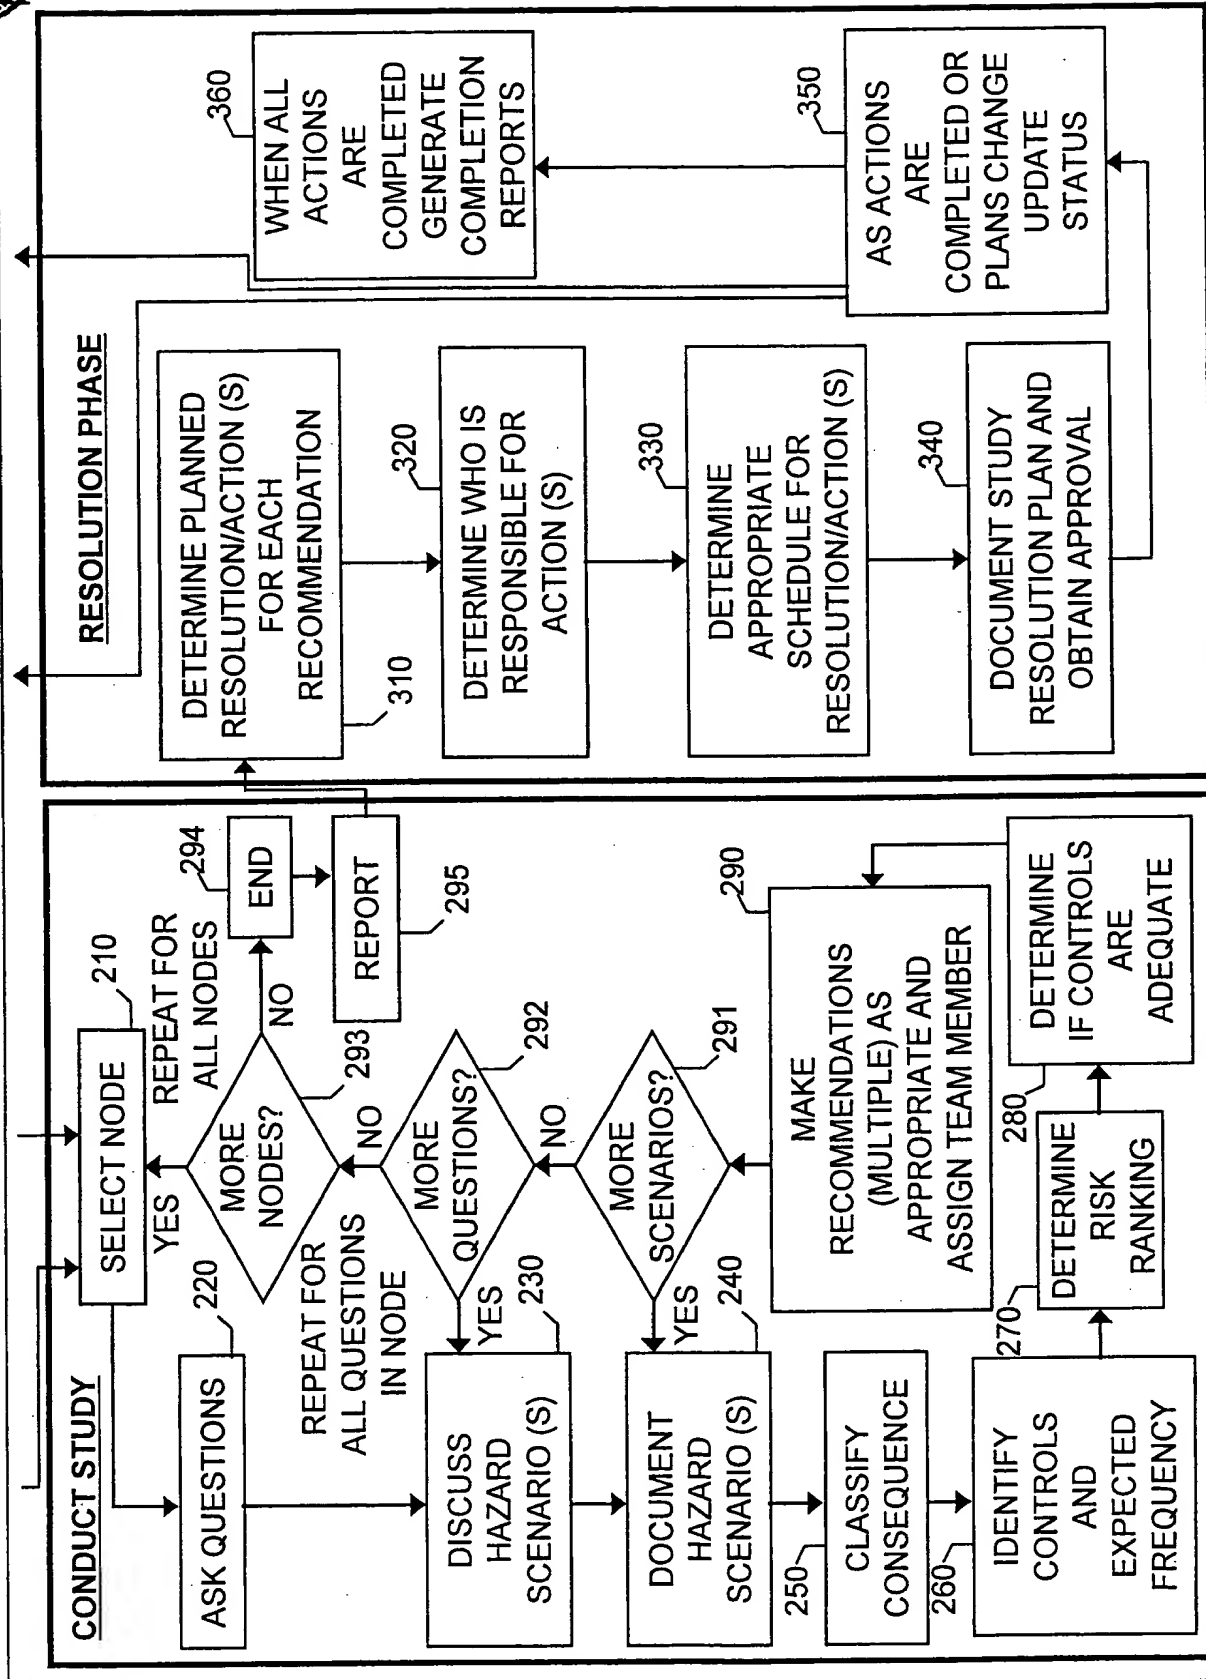 CONDUCT STUDY
SELECT NODE
210
ASK QUESTIONS
220
YES
MORE
NODES?
293
REPEAT FOR
ALL NODES
NO
END
294
REPORT
295
REPEAT FOR
ALL QUESTIONS
IN NODE
NO
MORE
QUESTIONS?
292
YES
DISCUSS
HAZARD
SCENARIO (S)
230
NO
MORE
SCENARIOS?
291
YES
DOCUMENT
HAZARD
SCENARIO (S)
240
CLASSIFY
CONSEQUENCE
250
IDENTIFY
CONTROLS
AND
EXPECTED
FREQUENCY
260
DETERMINE
RISK
RANKING
270
DETERMINE
IF CONTROLS
ARE
ADEQUATE
280
MAKE
RECOMMENDATIONS
(MULTIPLE) AS
APPROPRIATE AND
ASSIGN TEAM MEMBER
290
RESOLUTION PHASE
DETERMINE PLANNED
RESOLUTION/ACTION (S)
FOR EACH
RECOMMENDATION
310
DETERMINE WHO IS
RESPONSIBLE FOR
ACTION (S)
320
DETERMINE
APPROPRIATE
SCHEDULE FOR
RESOLUTION/ACTION (S)
330
DOCUMENT STUDY
RESOLUTION PLAN AND
OBTAIN APPROVAL
340
AS ACTIONS
ARE
COMPLETED OR
PLANS CHANGE
UPDATE
STATUS
350
WHEN ALL
ACTIONS
ARE
COMPLETED
GENERATE
COMPLETION
REPORTS
360